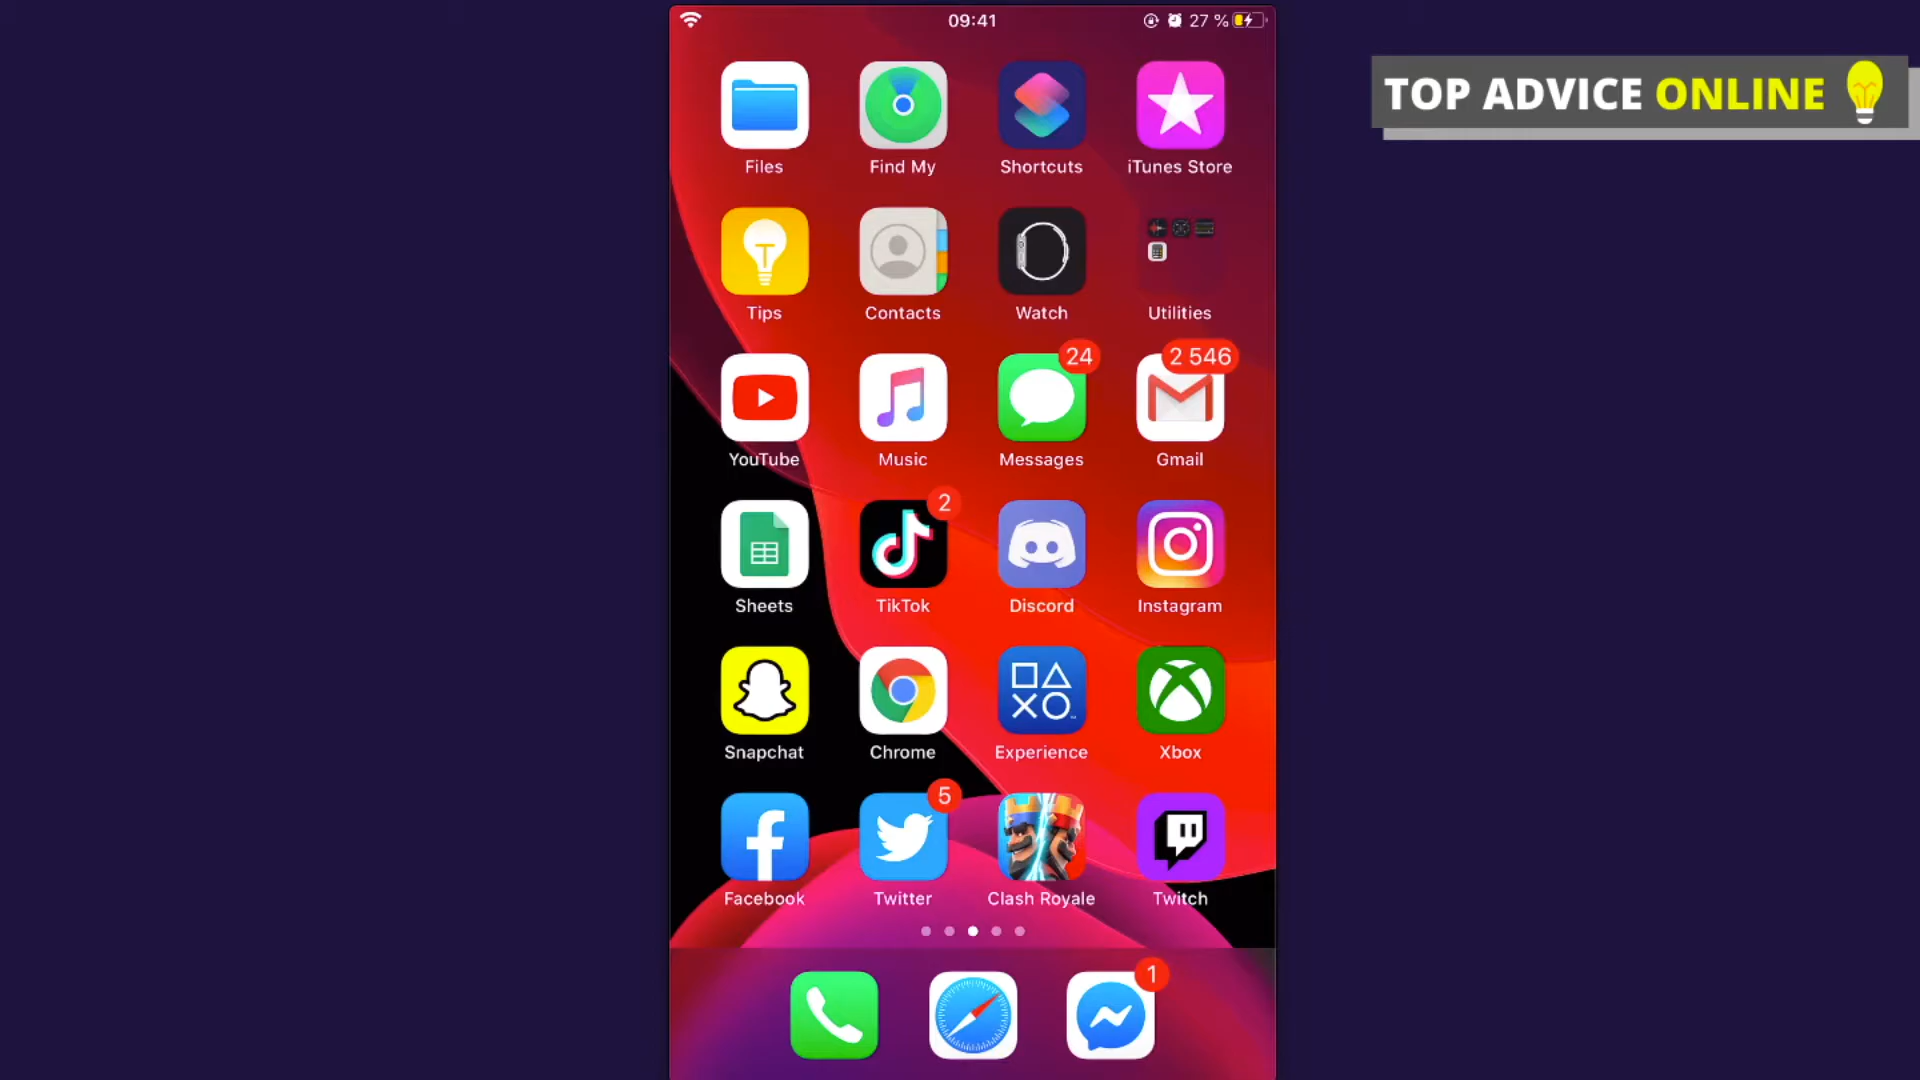 09:41
27 %
TOP ADVICE ONLINE
Files
Find My
Shortcuts
iTunes Store
Tips
Contacts
Watch
Utilities
24
2 546
YouTube
Music
Messages
Gmail
2
Sheets
TikTok
Discord
Instagram
Snapchat
Chrome
Experience
Xbox
5
Facebook
Twitter
Clash Royale
Twitch
1